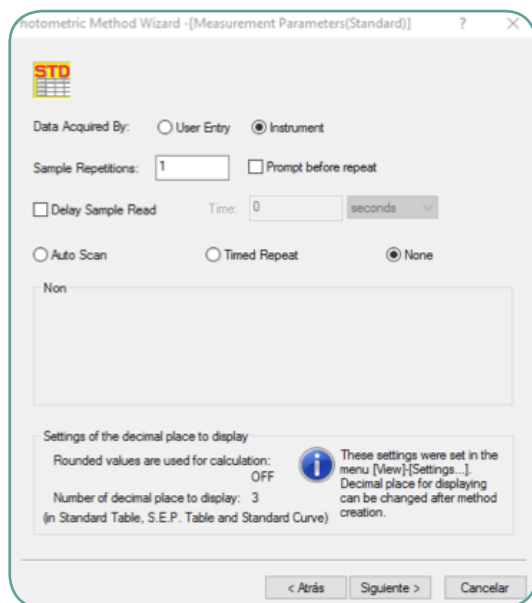 hotometric Method Wizard -[Measurement Parameters(Standard)] ? X
STD
Data Acquired By: User Entry Instrument
Sample Repetitions: 1 Prompt before repeat
Delay Sample Read Time: 0 seconds
Auto Scan Timed Repeat None
Non
Settings of the decimal place to display
Rounded values are used for calculation:
OFF
Number of decimal place to display: 3
(in Standard Table, S.E.P. Table and Standard Curve)
These settings were set in the
menu [View]-[Settings...].
Decimal place for displaying
can be changed after method
creation.
< Atrás Siguiente > Cancelar